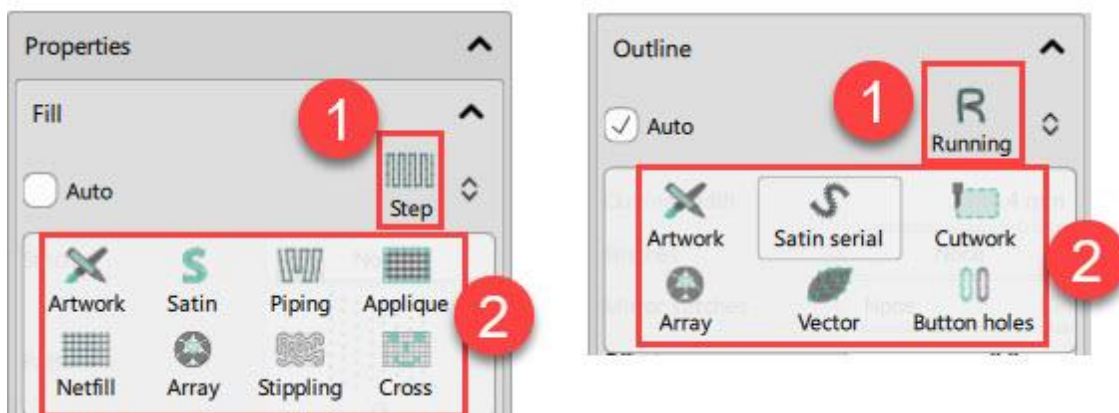 Properties
Fill
1
Auto
Step
Artwork Satin Piping Applique
2
Netfill Array Stippling Cross
Outline
1
Auto
Running
Artwork Satin serial Cutwork
2
Array Vector Button holes